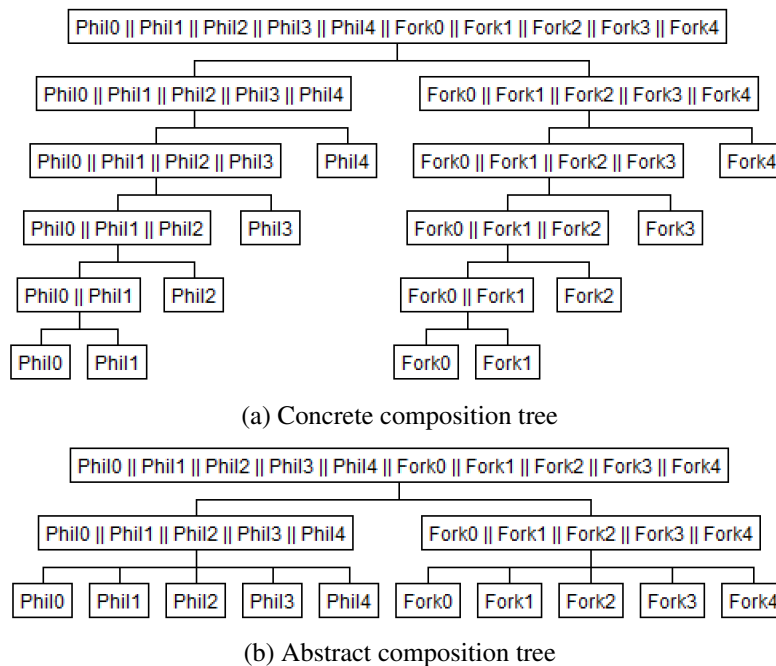 Phil0 || Phil1 || Phil2 || Phil3 || Phil4 || Fork0 || Fork1 || Fork2 || Fork3 || Fork4
Phil0 || Phil1 || Phil2 || Phil3 || Phil4
Fork0 || Fork1 || Fork2 || Fork3 || Fork4
Phil0 || Phil1 || Phil2 || Phil3
Phil4
Fork0 || Fork1 || Fork2 || Fork3
Fork4
Phil0 || Phil1 || Phil2
Phil3
Fork0 || Fork1 || Fork2
Fork3
Phil0 || Phil1
Phil2
Fork0 || Fork1
Fork2
Phil0
Phil1
Fork0
Fork1
(a) Concrete composition tree
Phil0 || Phil1 || Phil2 || Phil3 || Phil4 || Fork0 || Fork1 || Fork2 || Fork3 || Fork4
Phil0 || Phil1 || Phil2 || Phil3 || Phil4
Fork0 || Fork1 || Fork2 || Fork3 || Fork4
Phil0
Phil1
Phil2
Phil3
Phil4
Fork0
Fork1
Fork2
Fork3
Fork4
(b) Abstract composition tree